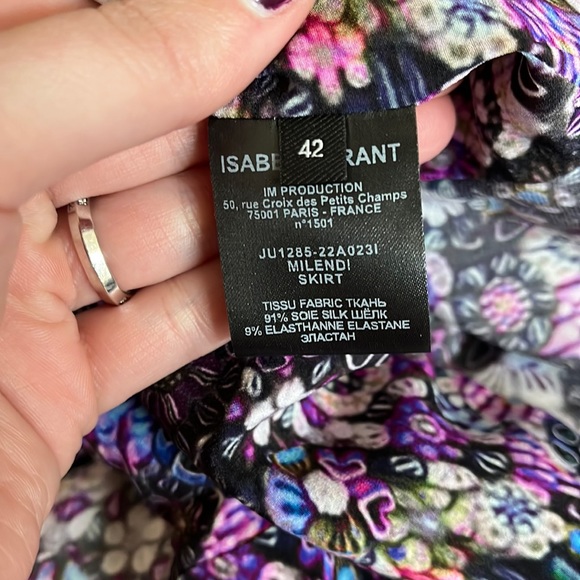 42
ISABE RANT
IM PRODUCTION
50, rue Croix des Petits Champs
75001 PARIS - FRANCE
n°1501
JU1285-22A023I
MILENDI
SKIRT
TISSU FABRIC ТКАНЬ
91% SOIE SILK ШЁЛК
9% ELASTHANNE ELASTANE
ЭЛАСТАН